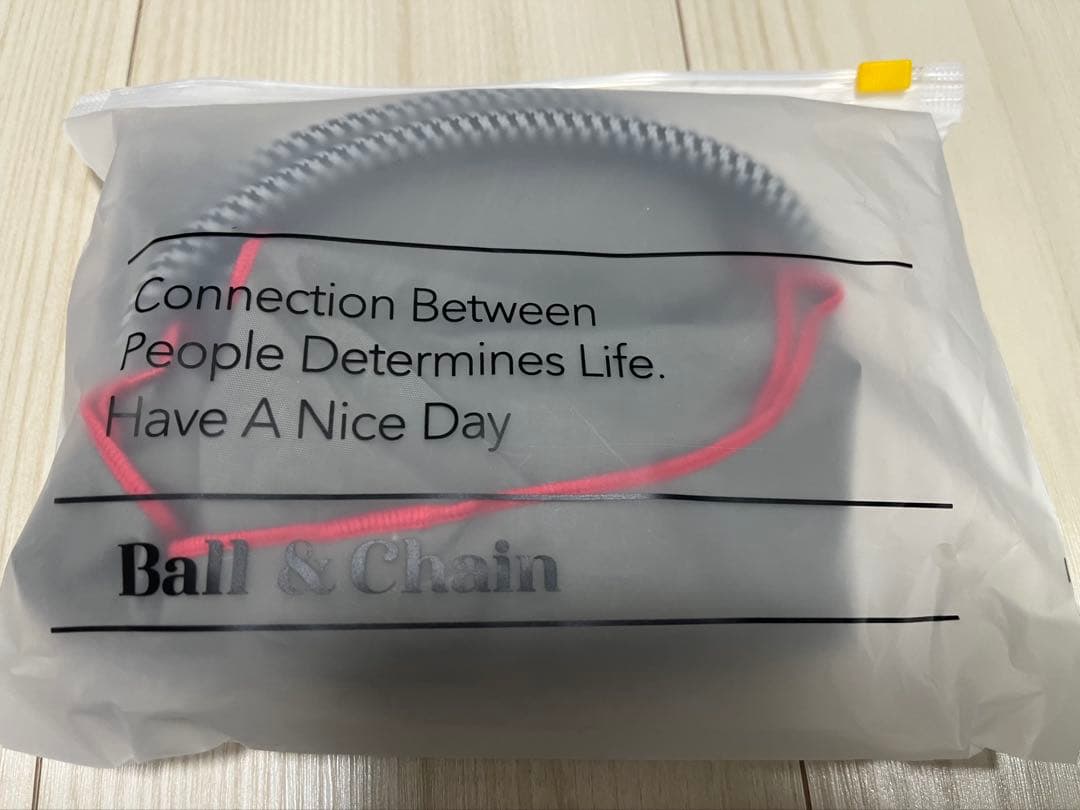 Connection Between
People Determines Life.
Have A Nice Day
Ball & Chain